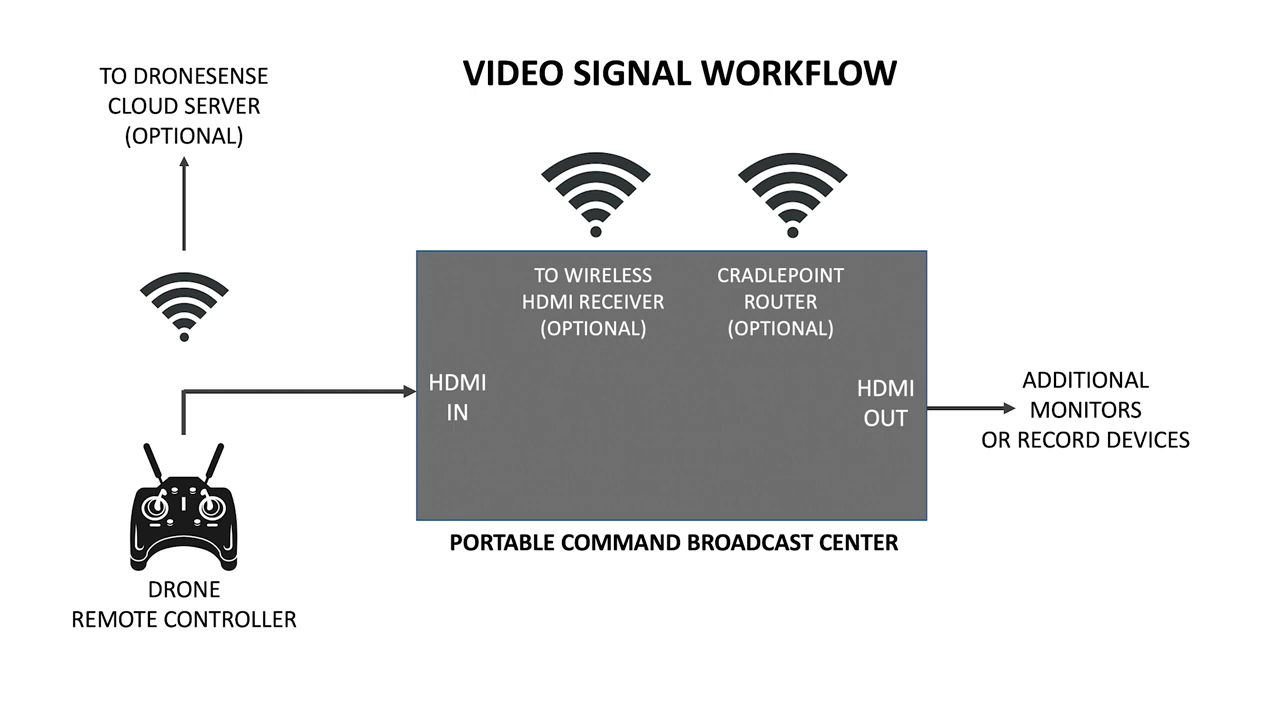 VIDEO SIGNAL WORKFLOW
TO DRONESENSE
CLOUD SERVER
(OPTIONAL)
TO WIRELESS
HDMI RECEIVER
(OPTIONAL)
CRADLEPOINT
ROUTER
(OPTIONAL)
HDMI
IN
HDMI
OUT
ADDITIONAL
MONITORS
OR RECORD DEVICES
PORTABLE COMMAND BROADCAST CENTER
DRONE
REMOTE CONTROLLER